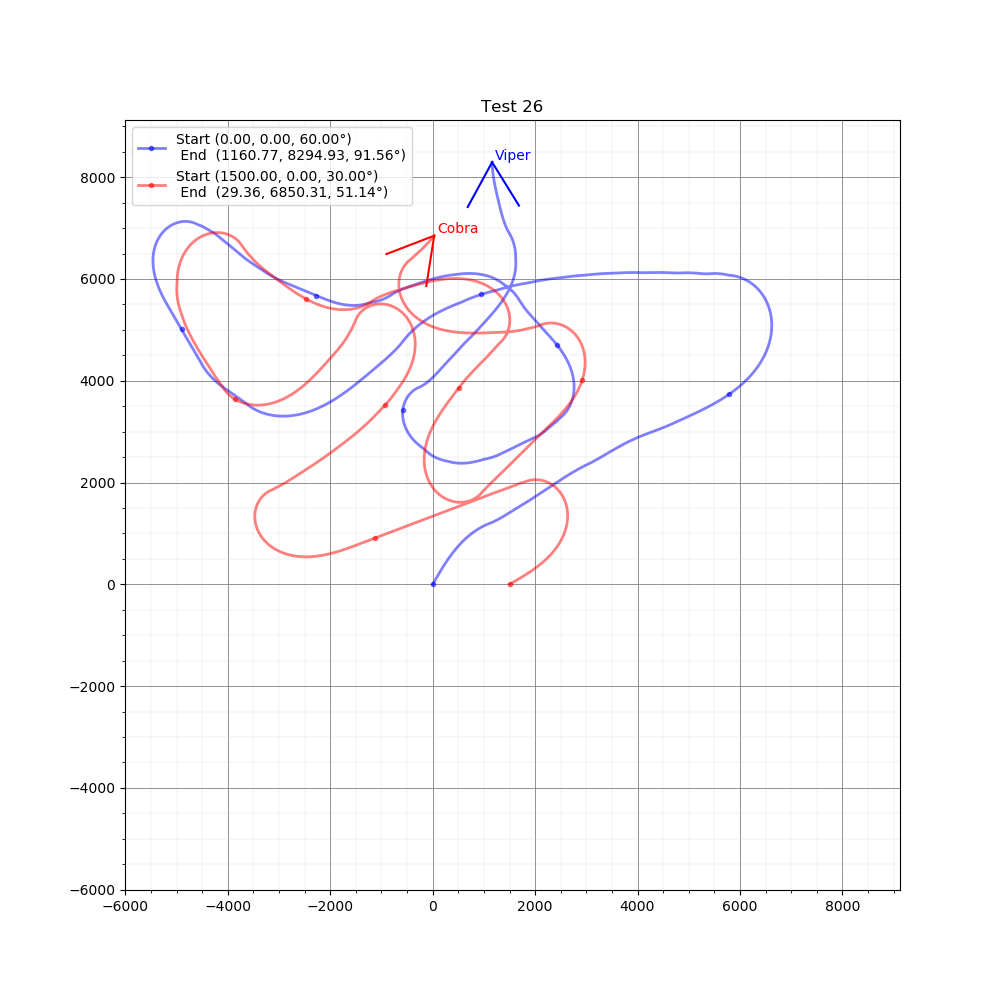 Test 26
Start (0.00, 0.00, 60.00°)
End (1160.77, 8294.93, 91.56°)
Start (1500.00, 0.00, 30.00°)
End (29.36, 6850.31, 51.14°)
Viper
Cobra
8000
6000
4000
2000
0
−2000
−4000
−6000
−6000 −4000 −2000 0 2000 4000 6000 8000